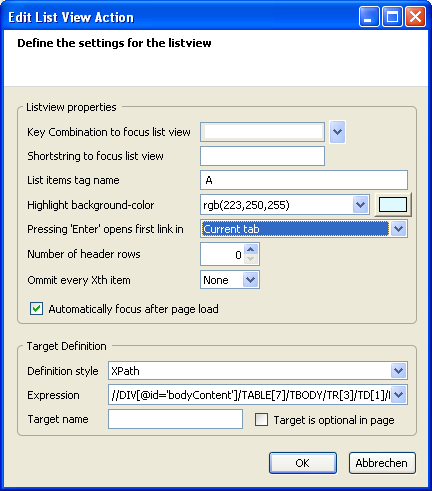 Edit List View Action
Define the settings for the listview
Listview properties
Key Combination to focus list view
Shortstring to focus list view
List items tag name A
Highlight background-color rgb(223,250,255)
Pressing 'Enter' opens first link in Current tab
Number of header rows 0
Ommit every Xth item None
Automatically focus after page load
Target Definition
Definition style XPath
Expression //DIV[@id='bodyContent']/TABLE[7]/TBODY/TR[3]/TD[1]/
Target name Target is optional in page
OK Abbrechen